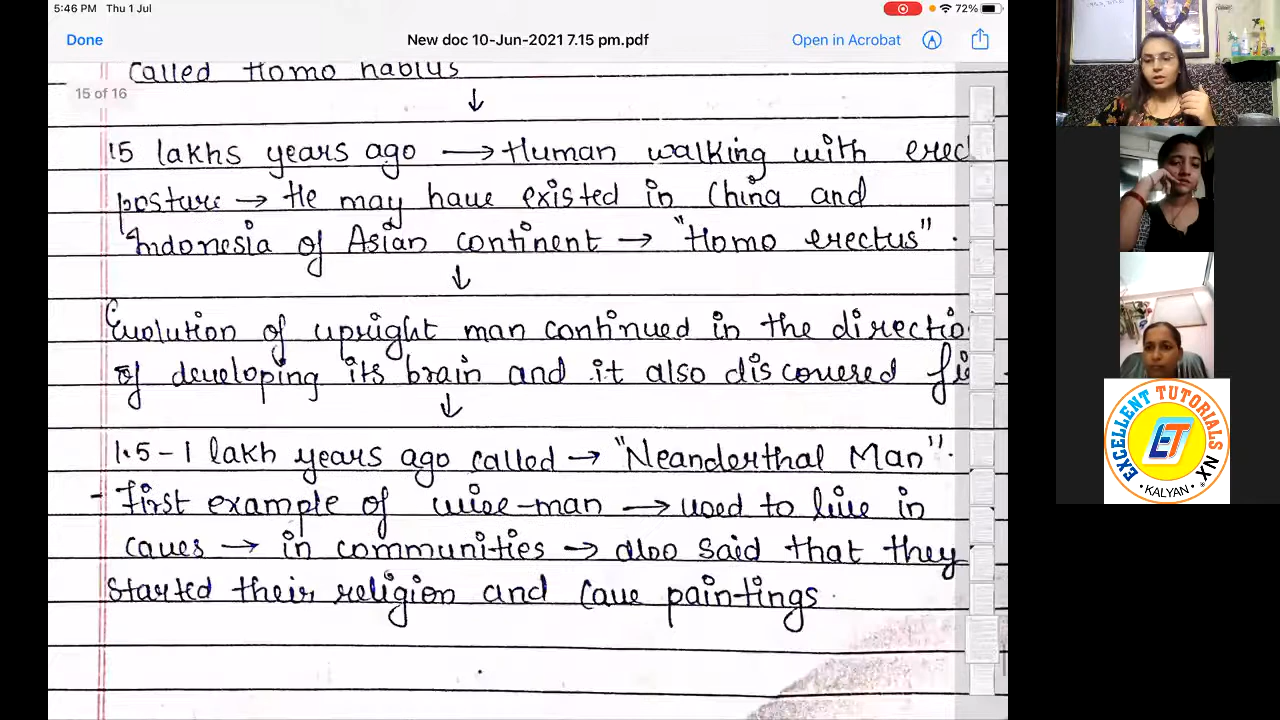 5:46 PM Thu 1 Jul
72%
Done
New doc 10-Jun-2021 7.15 pm.pdf
Open in Acrobat
called Homo habius
15 of 16
15 lakhs years ago → Human walking with erec
posture → He may have existed in China and
Indonesia of Asian continent → "Homo erectus".
Evolution of upright man continued in the directio
of developing its brain and it also discovered fi
1.5-1 lakh years ago called → "Neanderthal Man".
- First example of wise-man → used to live in
caves → in communities → also said that they
started their religion and cave paintings.
EXCELLENT TUTORIALS NX
ET
KALYAN